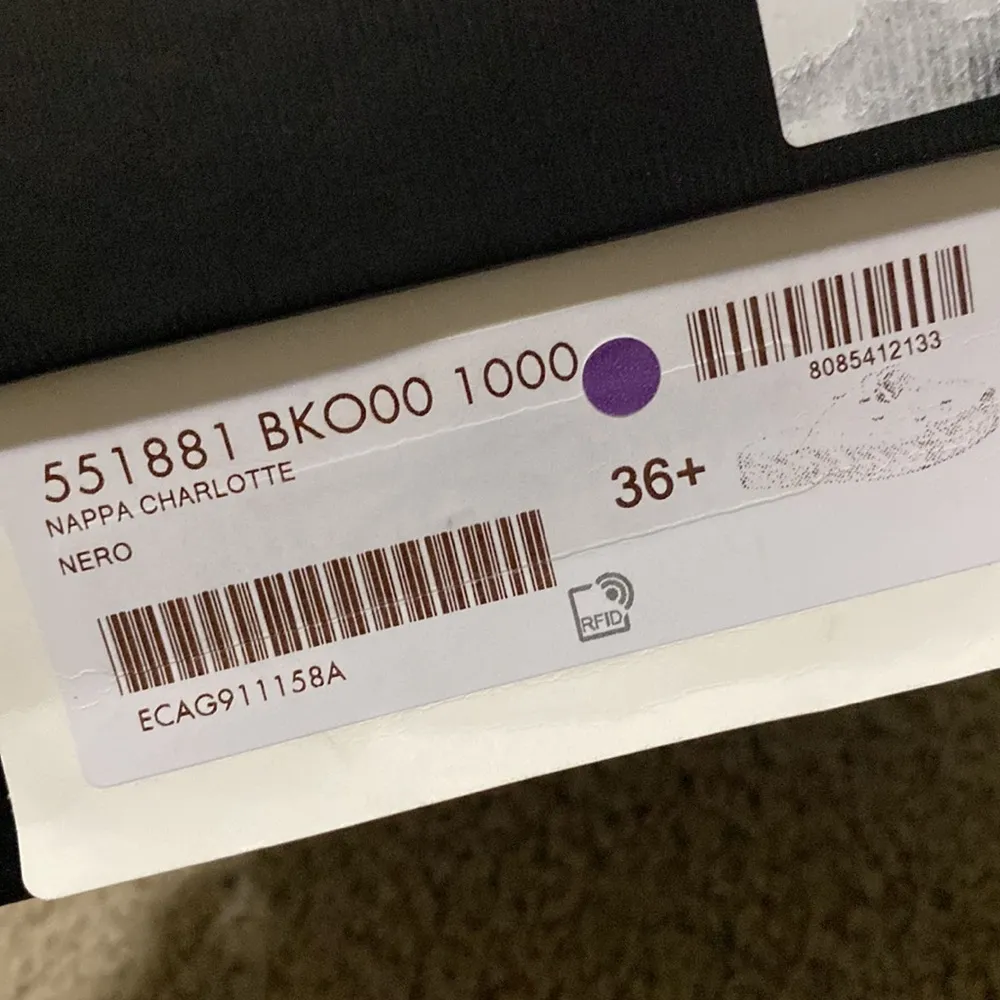 551881 BKO00 1000
NAPPA CHARLOTTE
NERO
8085412133
36+
RFID
ECAG911158A